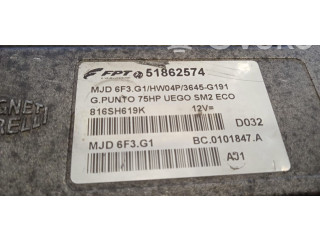 FPT 51862574
MJD 6F3.G1/HW04P/3645-G191
G.PUNTO 75HP UEGO SM2 ECO
816SH619K 12V=
D032
MJD 6F3.G1 BC.0101847.A
A01